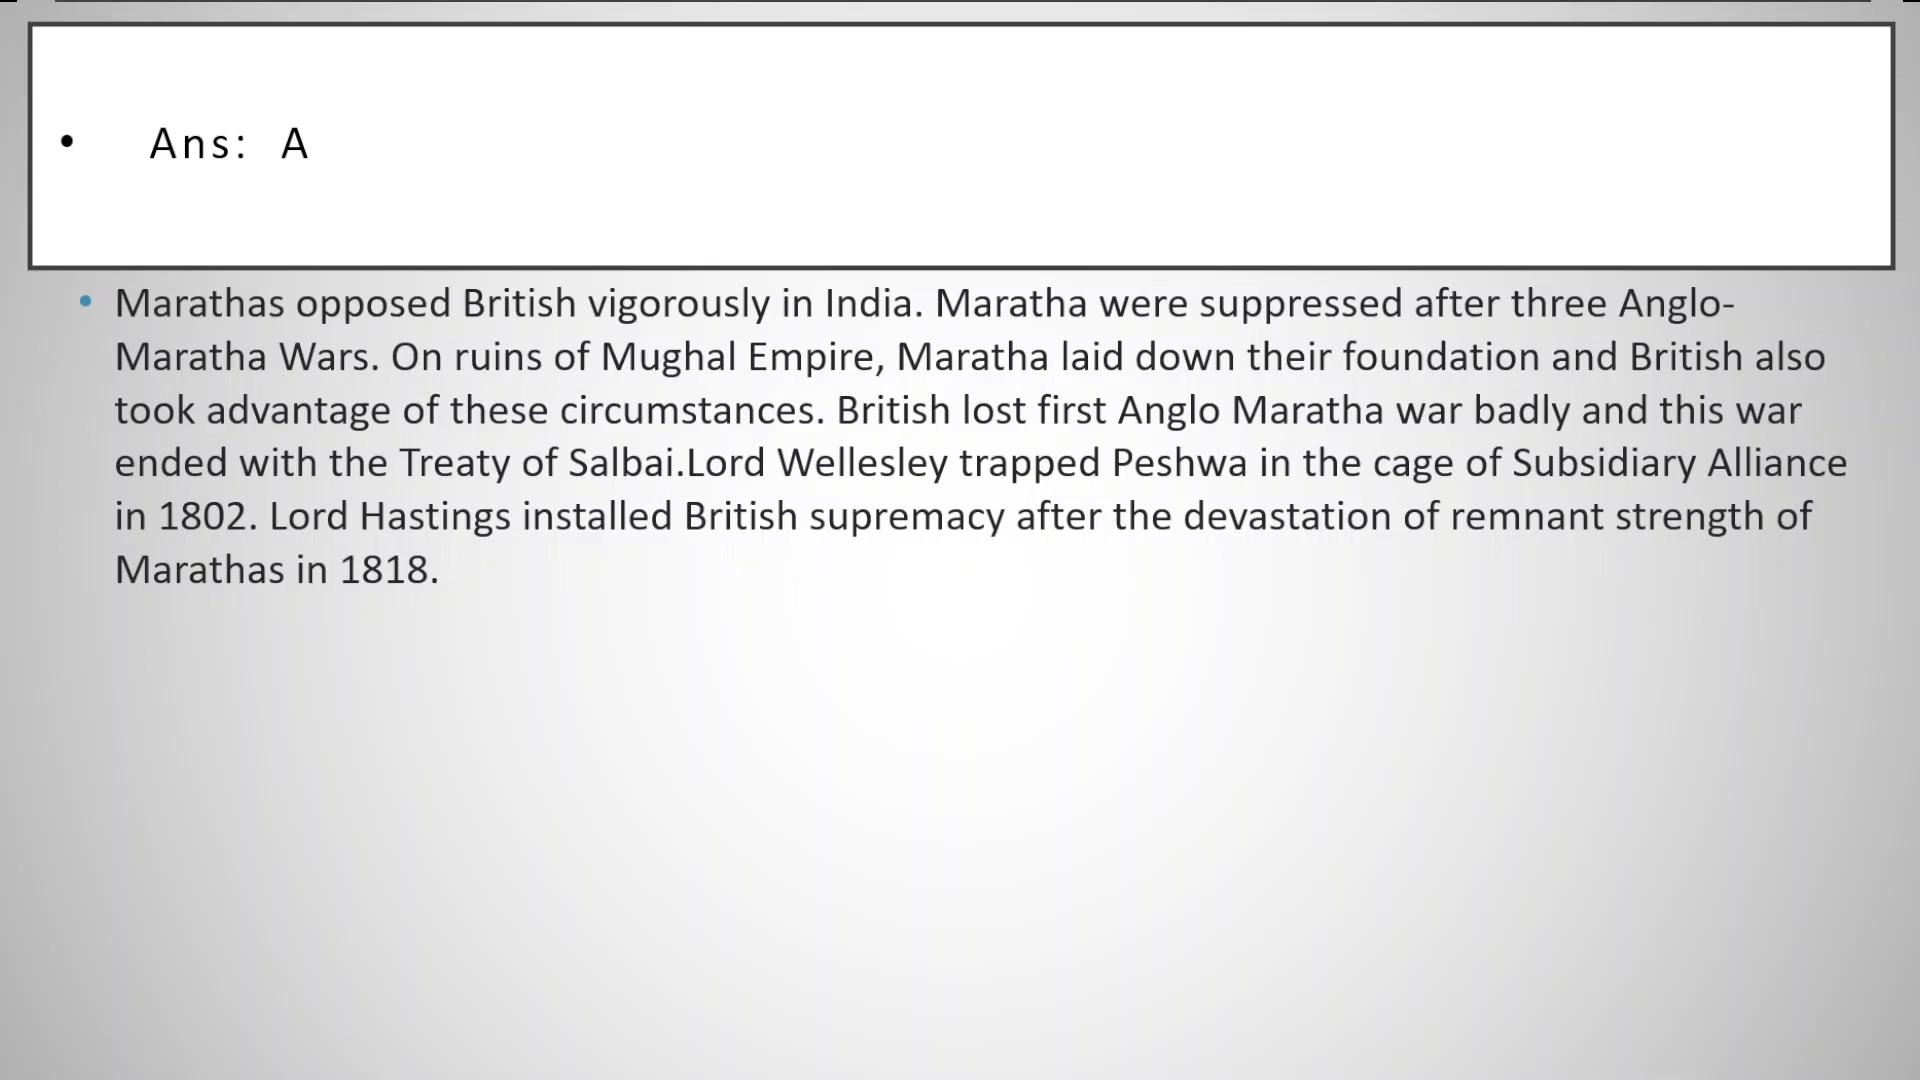 • Ans: A
• Marathas opposed British vigorously in India. Maratha were suppressed after three Anglo-
Maratha Wars. On ruins of Mughal Empire, Maratha laid down their foundation and British also
took advantage of these circumstances. British lost first Anglo Maratha war badly and this war
ended with the Treaty of Salbai.Lord Wellesley trapped Peshwa in the cage of Subsidiary Alliance
in 1802. Lord Hastings installed British supremacy after the devastation of remnant strength of
Marathas in 1818.